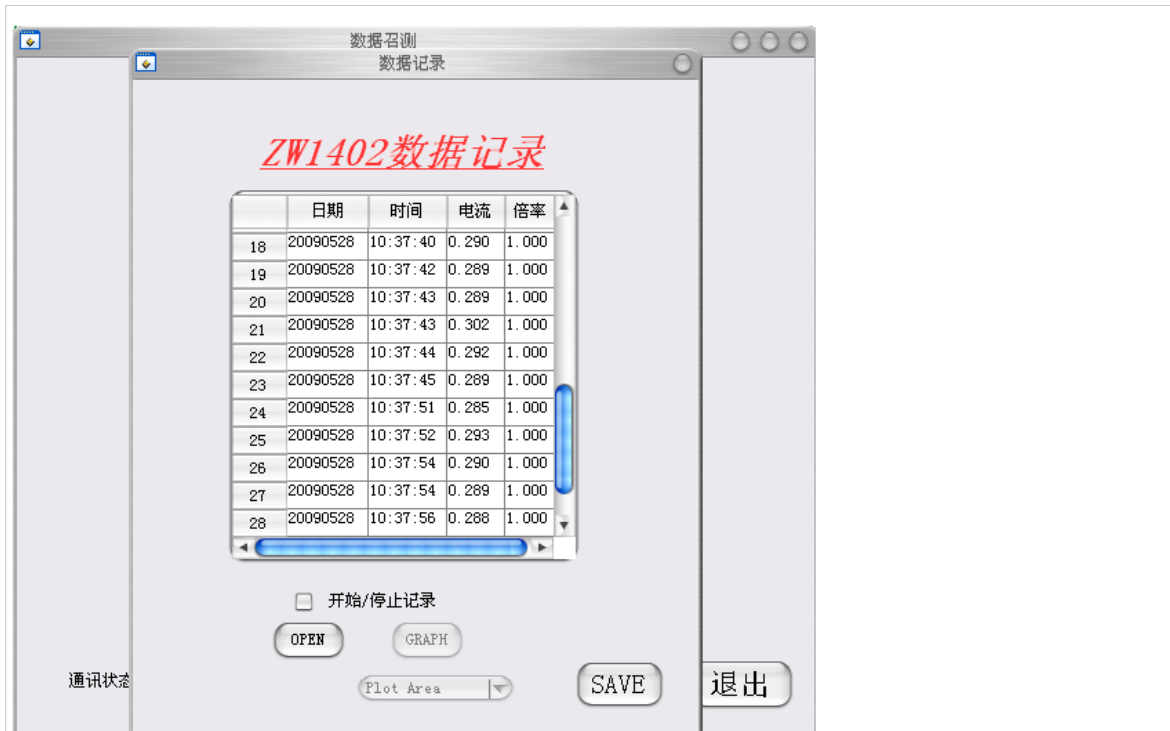 数据召测
数据记录
ZW1402数据记录
日期 时间 电流 倍率
18 20090528 10:37:40 0.290 1.000
19 20090528 10:37:42 0.289 1.000
20 20090528 10:37:43 0.289 1.000
21 20090528 10:37:43 0.302 1.000
22 20090528 10:37:44 0.292 1.000
23 20090528 10:37:45 0.289 1.000
24 20090528 10:37:51 0.285 1.000
25 20090528 10:37:52 0.293 1.000
26 20090528 10:37:54 0.290 1.000
27 20090528 10:37:54 0.289 1.000
28 20090528 10:37:56 0.288 1.000
开始/停止记录
OPEN GRAPH
通讯状态 Plot Area SAVE 退出